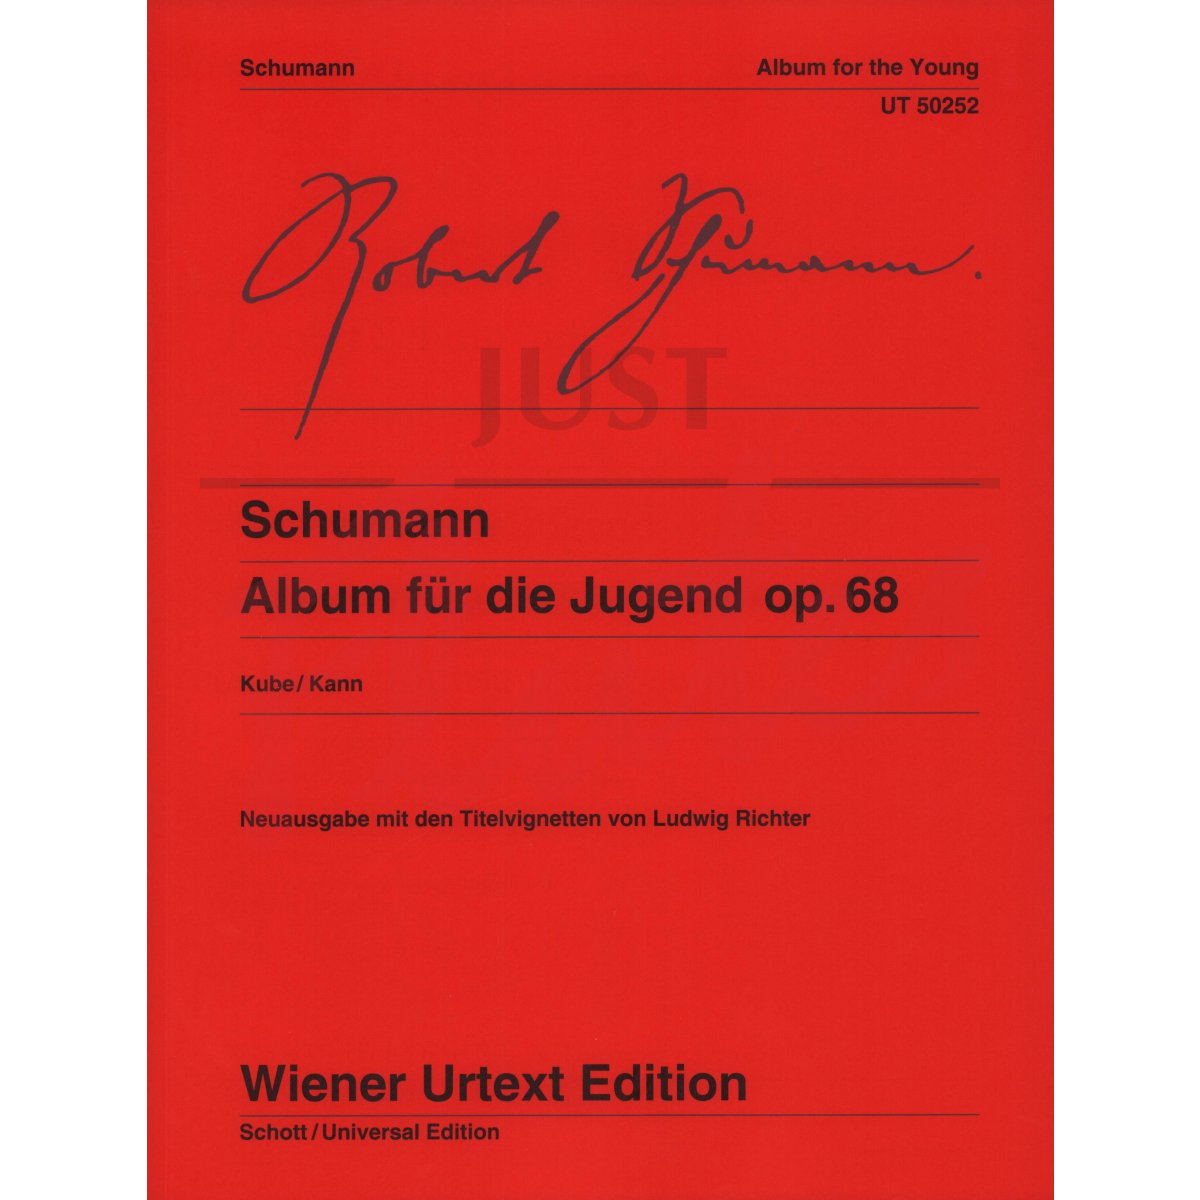 Schumann
Album for the Young
UT 50252
Robert Schumann.
JUST
Schumann
Album für die Jugend op. 68
Kube / Kann
Neuausgabe mit den Titelvignetten von Ludwig Richter
Wiener Urtext Edition
Schott / Universal Edition